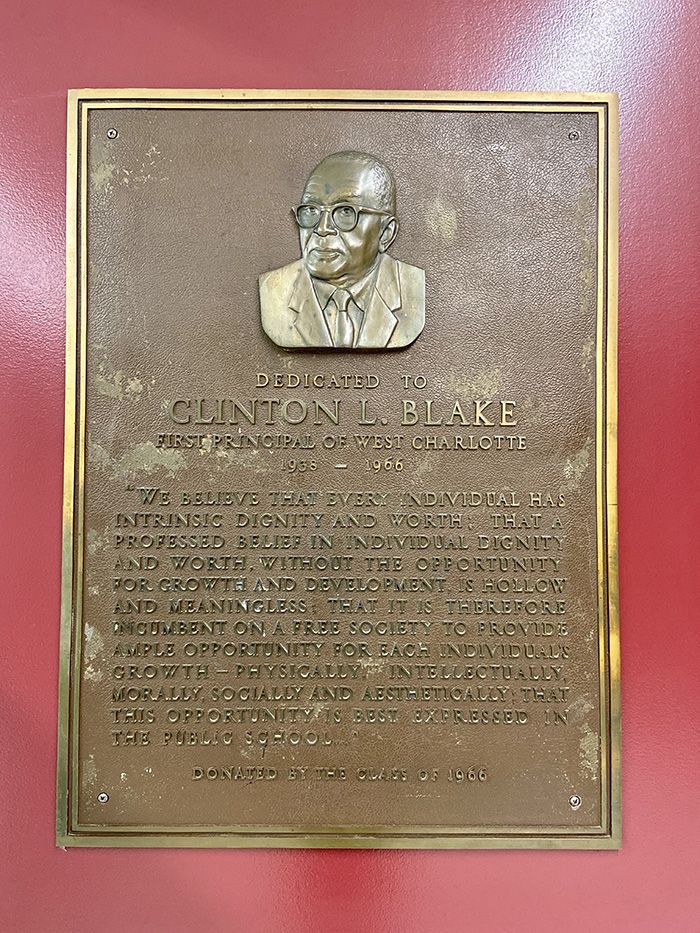 DEDICATED TO
CLINTON L. BLAKE
FIRST PRINCIPAL OF WEST CHARLOTTE
1938 – 1966
"WE BELIEVE THAT EVERY INDIVIDUAL HAS
INTRINSIC DIGNITY AND WORTH; THAT A
PROFESSED BELIEF IN INDIVIDUAL DIGNITY
AND WORTH, WITHOUT THE OPPORTUNITY
FOR GROWTH AND DEVELOPMENT IS HOLLOW
AND MEANINGLESS; THAT IT IS THEREFORE
INCUMBENT ON A FREE SOCIETY TO PROVIDE
AMPLE OPPORTUNITY FOR EACH INDIVIDUAL'S
GROWTH – PHYSICALLY, INTELLECTUALLY,
MORALLY, SOCIALLY AND AESTHETICALLY; THAT
THIS OPPORTUNITY IS BEST EXPRESSED IN
THE PUBLIC SCHOOL..."
DONATED BY THE CLASS OF 1966